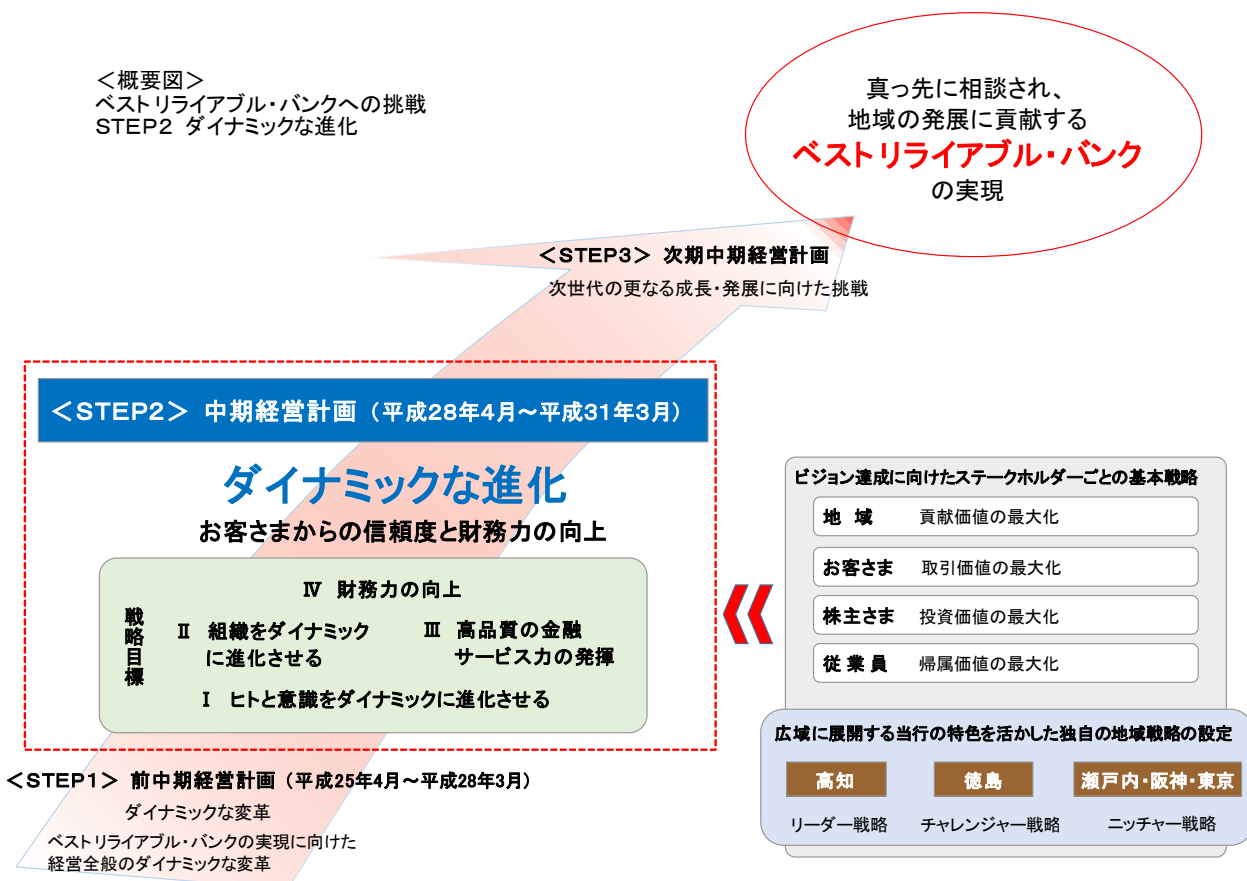 ＜概要図＞
ベストリライアブル・バンクへの挑戦
STEP2 ダイナミックな進化
真っ先に相談され、
地域の発展に貢献する
ベストリライアブル・バンク
の実現
＜STEP3＞ 次期中期経営計画
次世代の更なる成長・発展に向けた挑戦
＜STEP2＞ 中期経営計画（平成28年4月～平成31年3月）
ダイナミックな進化
お客さまからの信頼度と財務力の向上
戦略目標
Ⅳ 財務力の向上
Ⅱ 組織をダイナミック
に進化させる
Ⅲ 高品質の金融
サービス力の発揮
Ⅰ ヒトと意識をダイナミックに進化させる
ビジョン達成に向けたステークホルダーごとの基本戦略
地 域 貢献価値の最大化
お客さま 取引価値の最大化
株主さま 投資価値の最大化
従業員 帰属価値の最大化
広域に展開する当行の特色を活かした独自の地域戦略の設定
高知 徳島 瀬戸内・阪神・東京
リーダー戦略 チャレンジャー戦略 ニッチャー戦略
＜STEP1＞ 前中期経営計画（平成25年4月～平成28年3月）
ダイナミックな変革
ベストリライアブル・バンクの実現に向けた
経営全般のダイナミックな変革